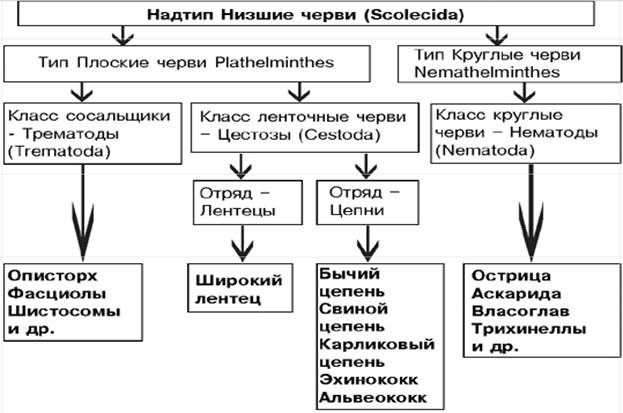 Надтип Низшие черви (Scolecida)
Тип Плоские черви Plathelminthes
Тип Круглые черви
Nemathelminthes
Класс сосальщики
- Трематоды
(Trematoda)
Класс ленточные черви
– Цестозы (Cestoda)
Класс круглые
черви – Нематоды
(Nematoda)
Отряд –
Лентецы
Отряд –
Цепни
Описторх
Фасциолы
Шистосомы
и др.
Широкий
лентец
Бычий
цепень
Свиной
цепень
Карликовый
цепень
Эхинококк
Альвеококк
Острица
Аскарида
Власоглав
Трихинеллы
и др.